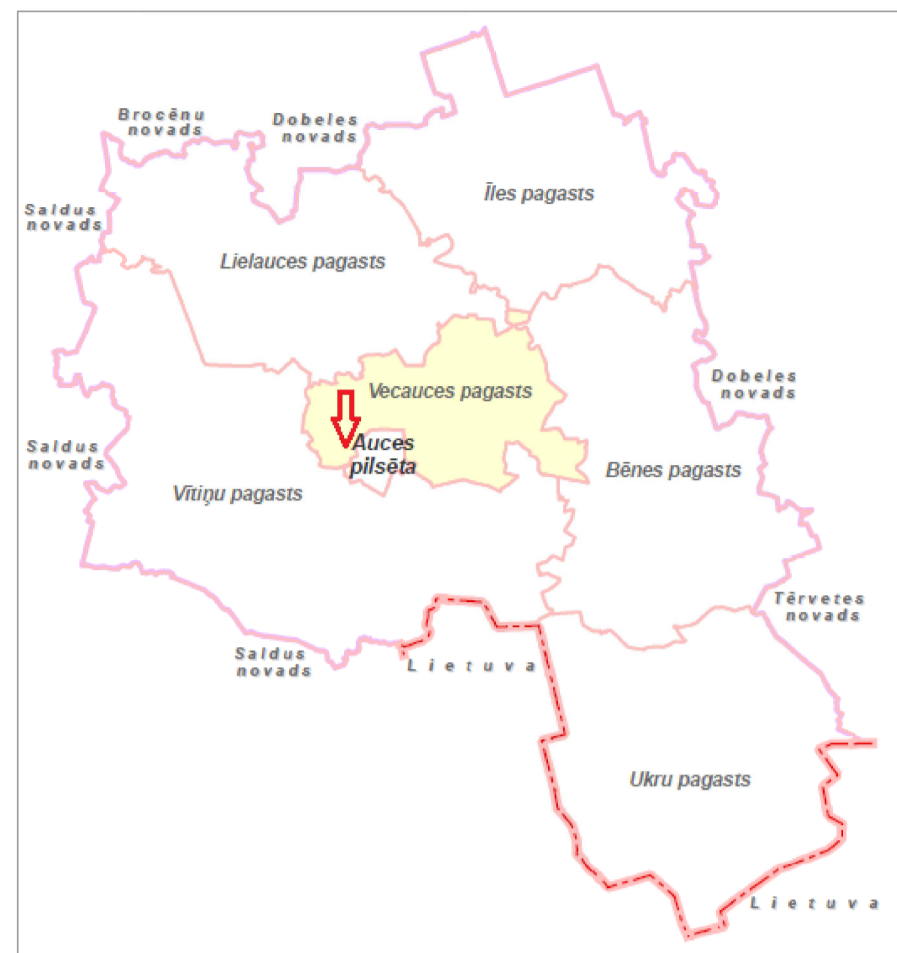 Brocēnu
novads
Dobeles
novads
Īles pagasts
Saldus
novads
Lielauces pagasts
Vecauces pagasts
Dobeles
novads
Auces
pilsēta
Saldus
novads
Bēnes pagasts
Vītiņu pagasts
Tērvetes
novads
Saldus
novads
Lietuva
Ukru pagasts
Lietuva